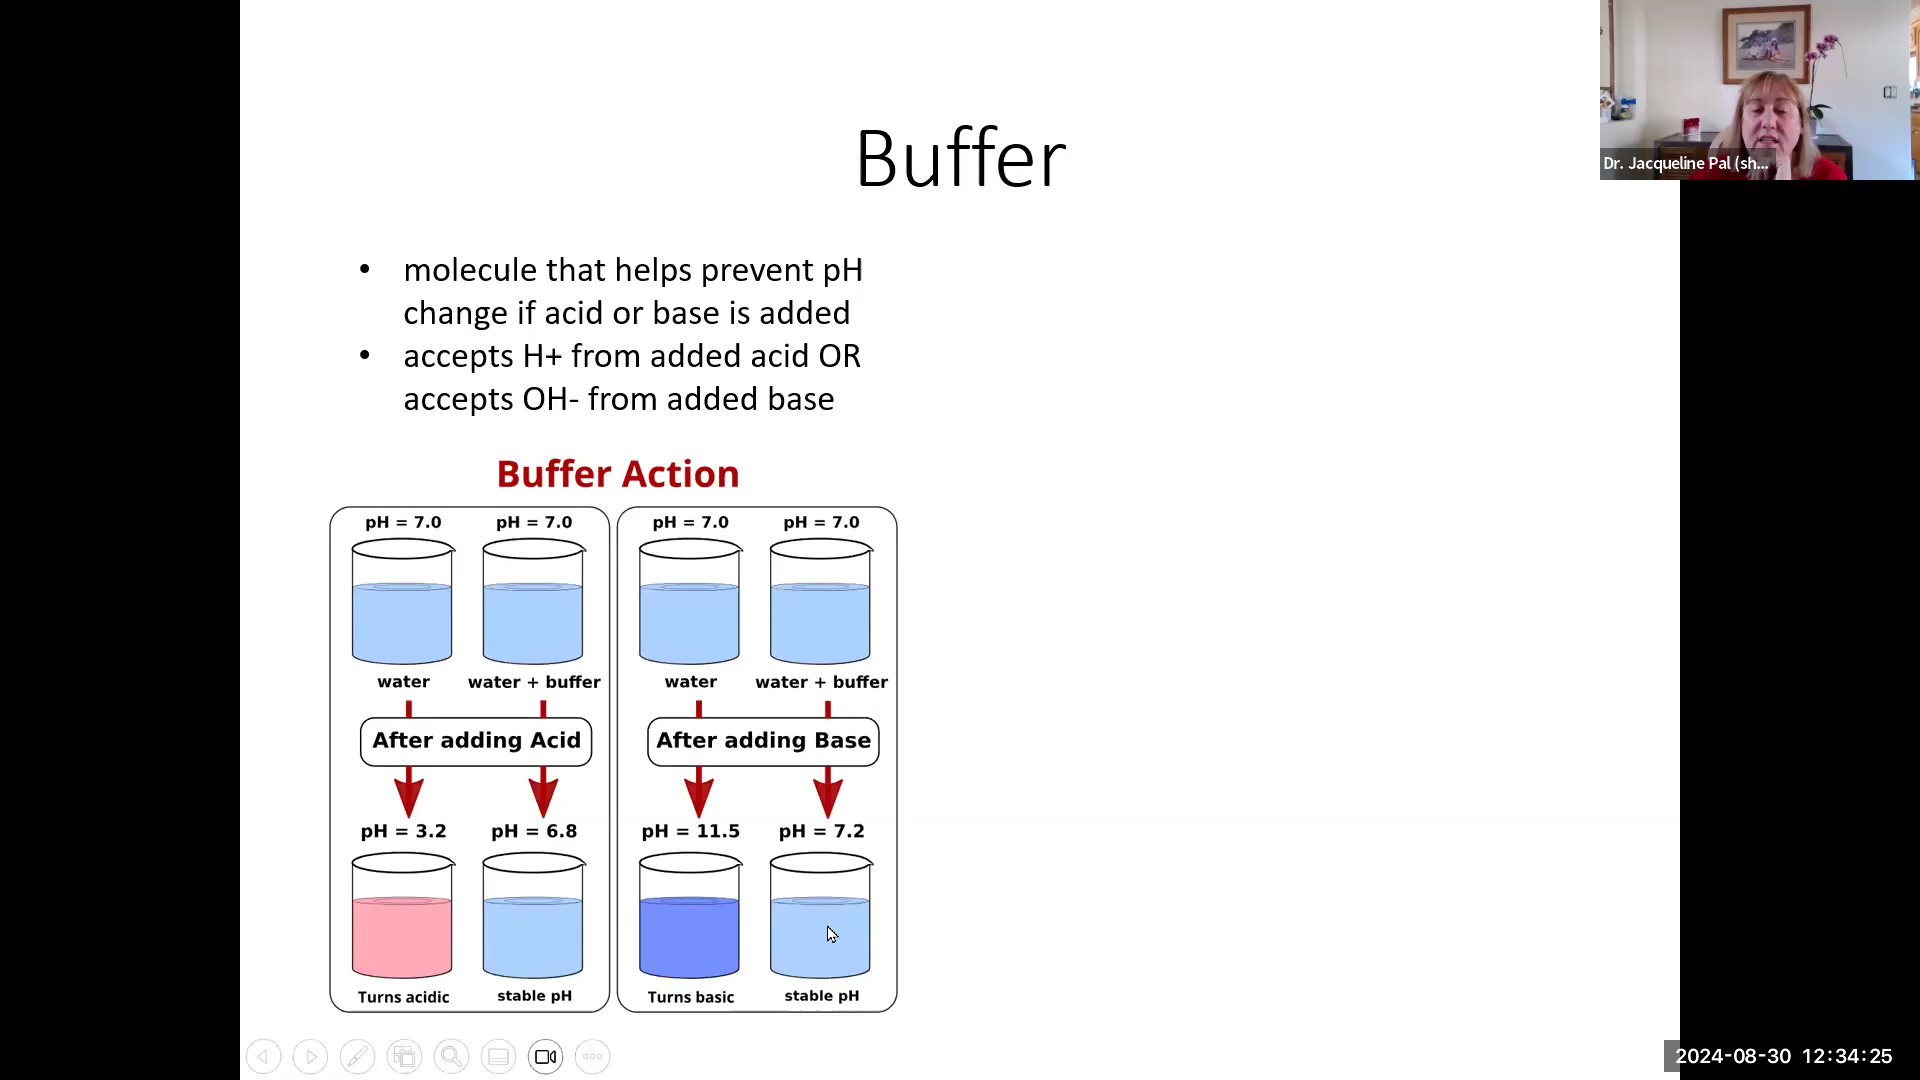 Buffer
Dr. Jacqueline Pal (sh...
• molecule that helps prevent pH
change if acid or base is added
• accepts H+ from added acid OR
accepts OH- from added base
Buffer Action
pH = 7.0 pH = 7.0 pH = 7.0 pH = 7.0
water water + buffer water water + buffer
After adding Acid After adding Base
pH = 3.2 pH = 6.8 pH = 11.5 pH = 7.2
Turns acidic stable pH Turns basic stable pH
2024-08-30 12:34:25